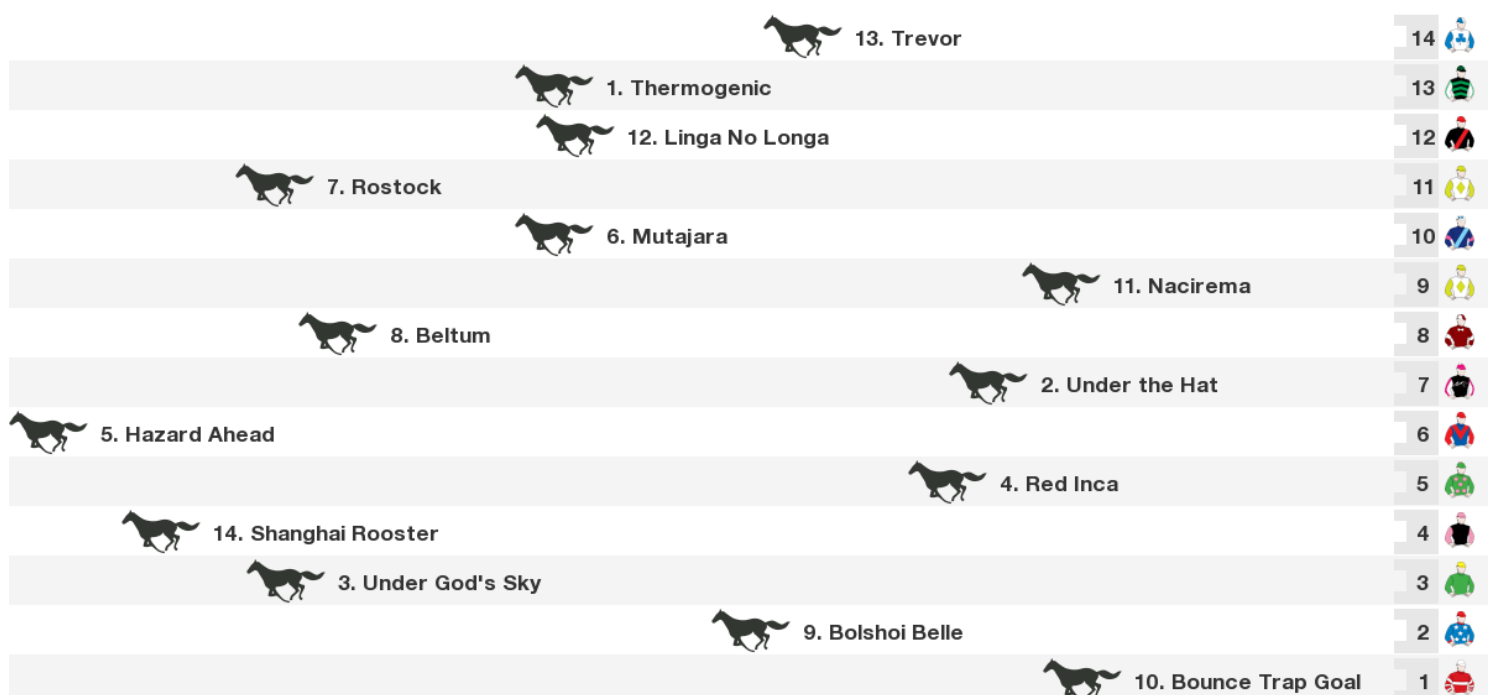 13. Trevor 14
1. Thermogenic 13
12. Linga No Longa 12
7. Rostock 11
6. Mutajara 10
11. Nacirema 9
8. Beltum 8
2. Under the Hat 7
5. Hazard Ahead 6
4. Red Inca 5
14. Shanghai Rooster 4
3. Under God's Sky 3
9. Bolshoi Belle 2
10. Bounce Trap Goal 1